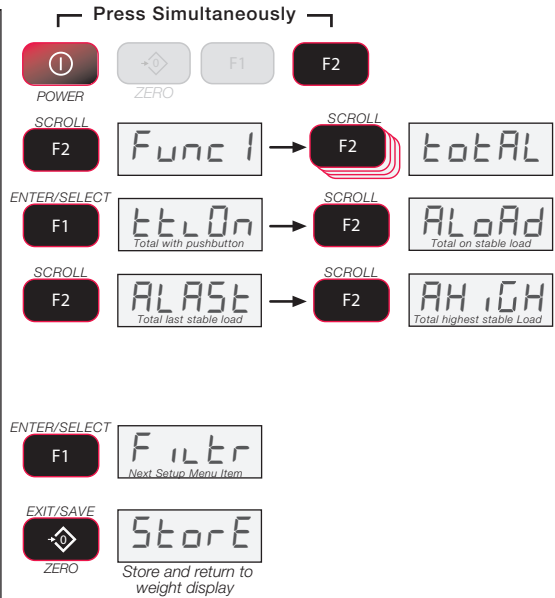 Press Simultaneously
F1 F2
POWER ZERO
SCROLL SCROLL
F2 Func 1 F2 totAL
ENTER/SELECT SCROLL
F1 ttLOn F2 ALoAd
Total with pushbutton Total on stable load
SCROLL SCROLL
F2 ALASt F2 AHiGH
Total last stable load Total highest stable Load
ENTER/SELECT
F1 FiLtr
Next Setup Menu Item
EXIT/SAVE
0 StorE
ZERO Store and return to
weight display